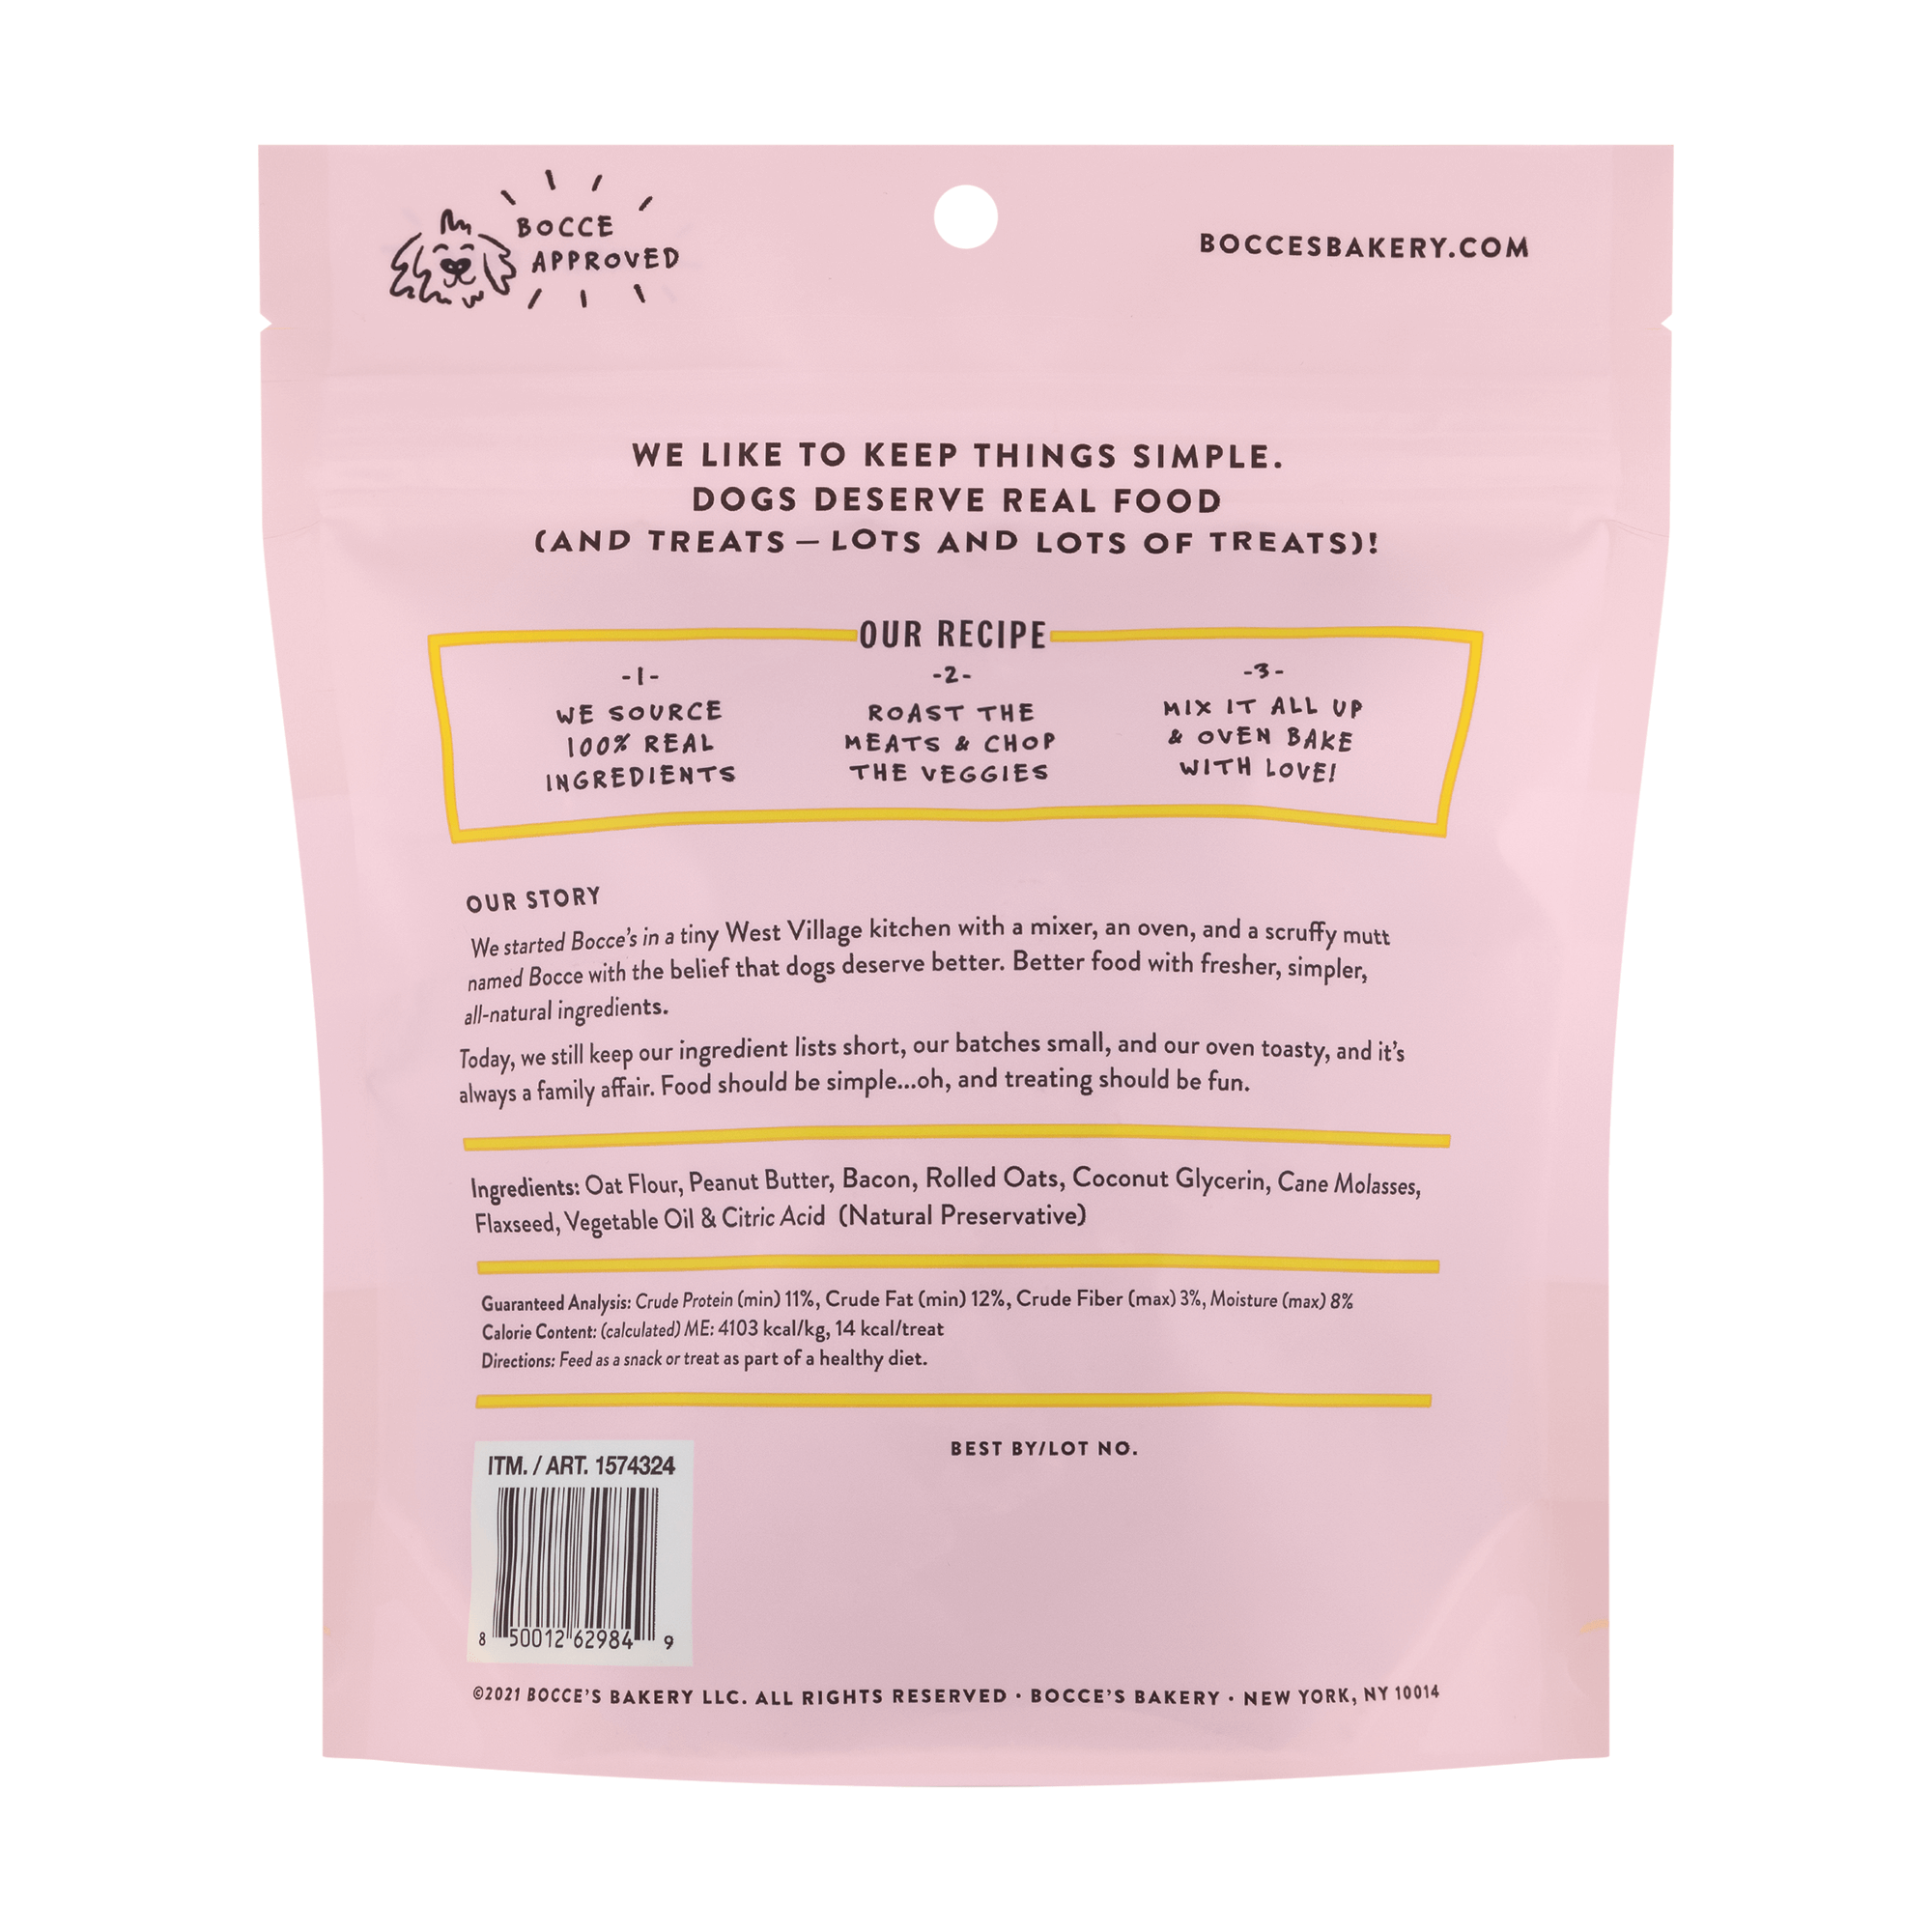 BOCCE
APPROVED
BOCCESBAKERY.COM
WE LIKE TO KEEP THINGS SIMPLE.
DOGS DESERVE REAL FOOD
(AND TREATS — LOTS AND LOTS OF TREATS)!
OUR RECIPE
-1-
WE SOURCE
100% REAL
INGREDIENTS
-2-
ROAST THE
MEATS & CHOP
THE VEGGIES
-3-
MIX IT ALL UP
& OVEN BAKE
WITH LOVE!
OUR STORY
We started Bocce's in a tiny West Village kitchen with a mixer, an oven, and a scruffy mutt
named Bocce with the belief that dogs deserve better. Better food with fresher, simpler,
all-natural ingredients.
Today, we still keep our ingredient lists short, our batches small, and our oven toasty, and it's
always a family affair. Food should be simple...oh, and treating should be fun.
Ingredients: Oat Flour, Peanut Butter, Bacon, Rolled Oats, Coconut Glycerin, Cane Molasses,
Flaxseed, Vegetable Oil & Citric Acid (Natural Preservative)
Guaranteed Analysis: Crude Protein (min) 11%, Crude Fat (min) 12%, Crude Fiber (max) 3%, Moisture (max) 8%
Calorie Content: (calculated) ME: 4103 kcal/kg, 14 kcal/treat
Directions: Feed as a snack or treat as part of a healthy diet.
BEST BY/LOT NO.
ITM. / ART. 1574324
8 50012 62984 9
©2021 BOCCE'S BAKERY LLC. ALL RIGHTS RESERVED • BOCCE'S BAKERY • NEW YORK, NY 10014